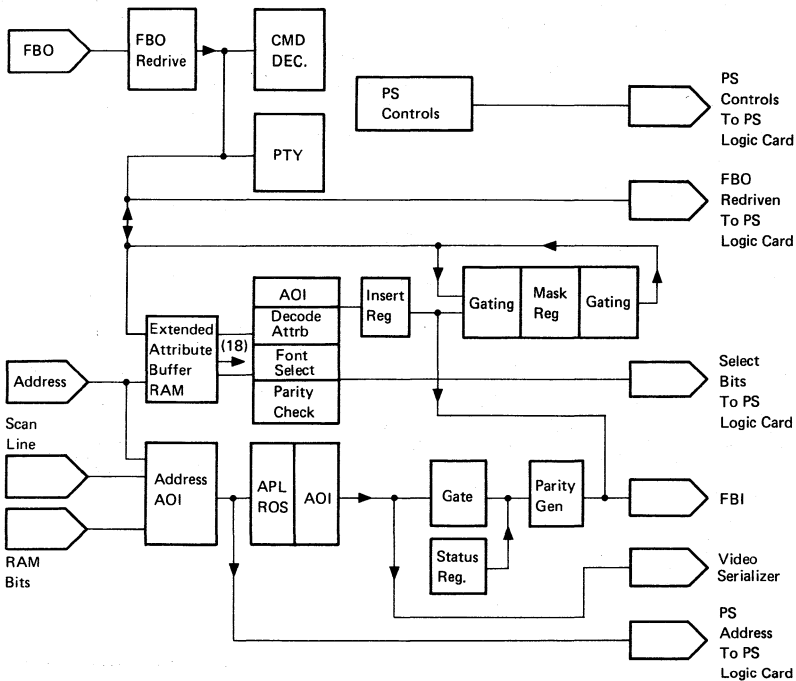 FBO
FBO
Redrive
CMD
DEC.
PS
Controls
PS
Controls
To PS
Logic Card
PTY
FBO
Redriven
To PS
Logic Card
Extended
Attribute
Buffer
RAM
(18)
AOI
Decode
Attrb
Font
Select
Parity
Check
Insert
Reg
Gating
Mask
Reg
Gating
Address
Select
Bits
To PS
Logic Card
Scan
Line
RAM
Bits
Address
AOI
APL
ROS
AOI
Gate
Status
Reg.
Parity
Gen
FBI
Video
Serializer
PS
Address
To PS
Logic Card